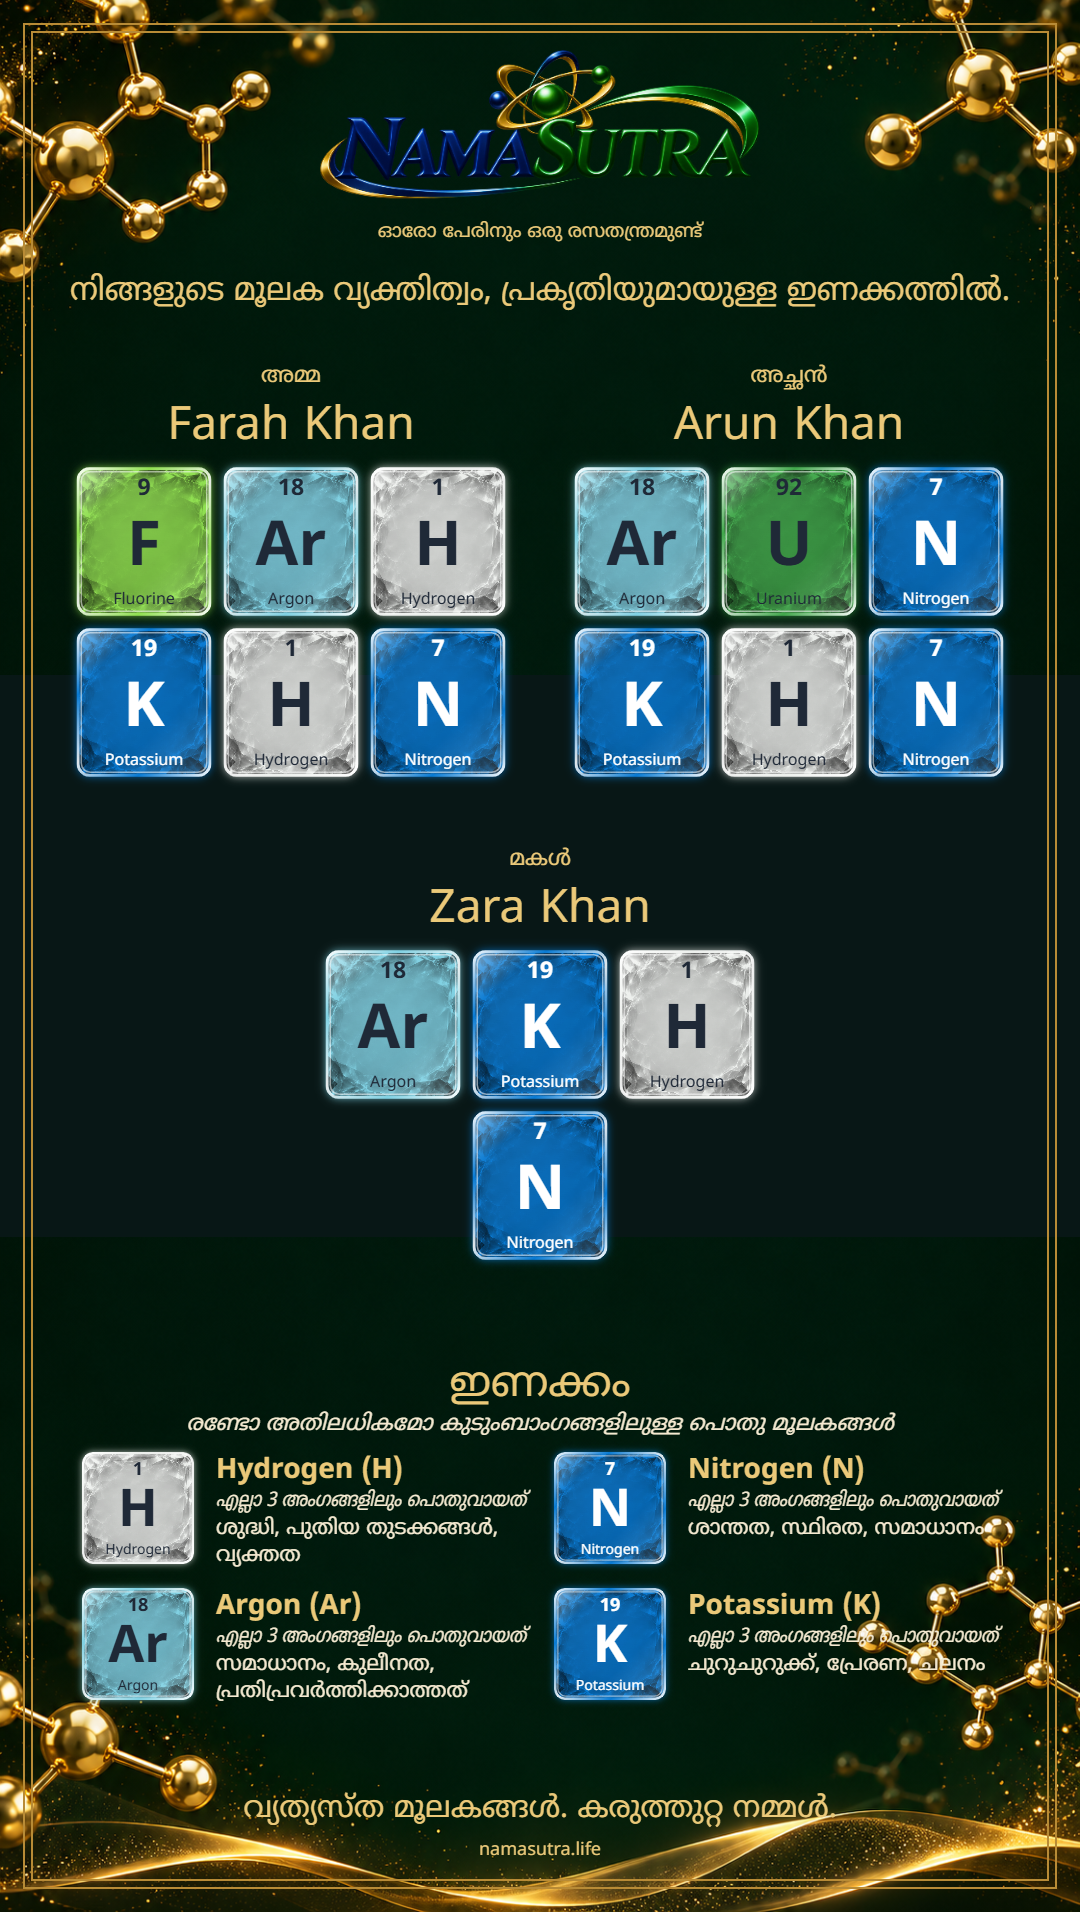 NAMASUTRA
ഓരോ പേരിനും ഒരു രസതന്ത്രമുണ്ട്
നിങ്ങളുടെ മൂലക വ്യക്തിത്വം, പ്രകൃതിയുമായുള്ള ഇണക്കത്തിൽ.
അമ്മ
Farah Khan
9
F
Fluorine
18
Ar
Argon
1
H
Hydrogen
19
K
Potassium
1
H
Hydrogen
7
N
Nitrogen
അച്ഛൻ
Arun Khan
18
Ar
Argon
92
U
Uranium
7
N
Nitrogen
19
K
Potassium
1
H
Hydrogen
7
N
Nitrogen
മകൾ
Zara Khan
18
Ar
Argon
19
K
Potassium
1
H
Hydrogen
7
N
Nitrogen
ഇണക്കം
രണ്ടോ അതിലധികമോ കുടുംബാംഗങ്ങളിലുള്ള പൊതു മൂലകങ്ങൾ
1
H
Hydrogen
Hydrogen (H)
എല്ലാ 3 അംഗങ്ങളിലും പൊതുവായത്
ശുദ്ധി, പുതിയ തുടക്കങ്ങൾ,
വ്യക്തത
7
N
Nitrogen
Nitrogen (N)
എല്ലാ 3 അംഗങ്ങളിലും പൊതുവായത്
ശാന്തത, സ്ഥിരത, സമാധാനം
18
Ar
Argon
Argon (Ar)
എല്ലാ 3 അംഗങ്ങളിലും പൊതുവായത്
സമാധാനം, കുലീനത,
പ്രതിപ്രവർത്തിക്കാത്തത്
19
K
Potassium
Potassium (K)
എല്ലാ 3 അംഗങ്ങളിലും പൊതുവായത്
ചുറുചുറുക്ക്, പ്രേരണ, ചലനം
വ്യത്യസ്ത മൂലകങ്ങൾ. കരുത്തുറ്റ നമ്മൾ.
namasutra.life